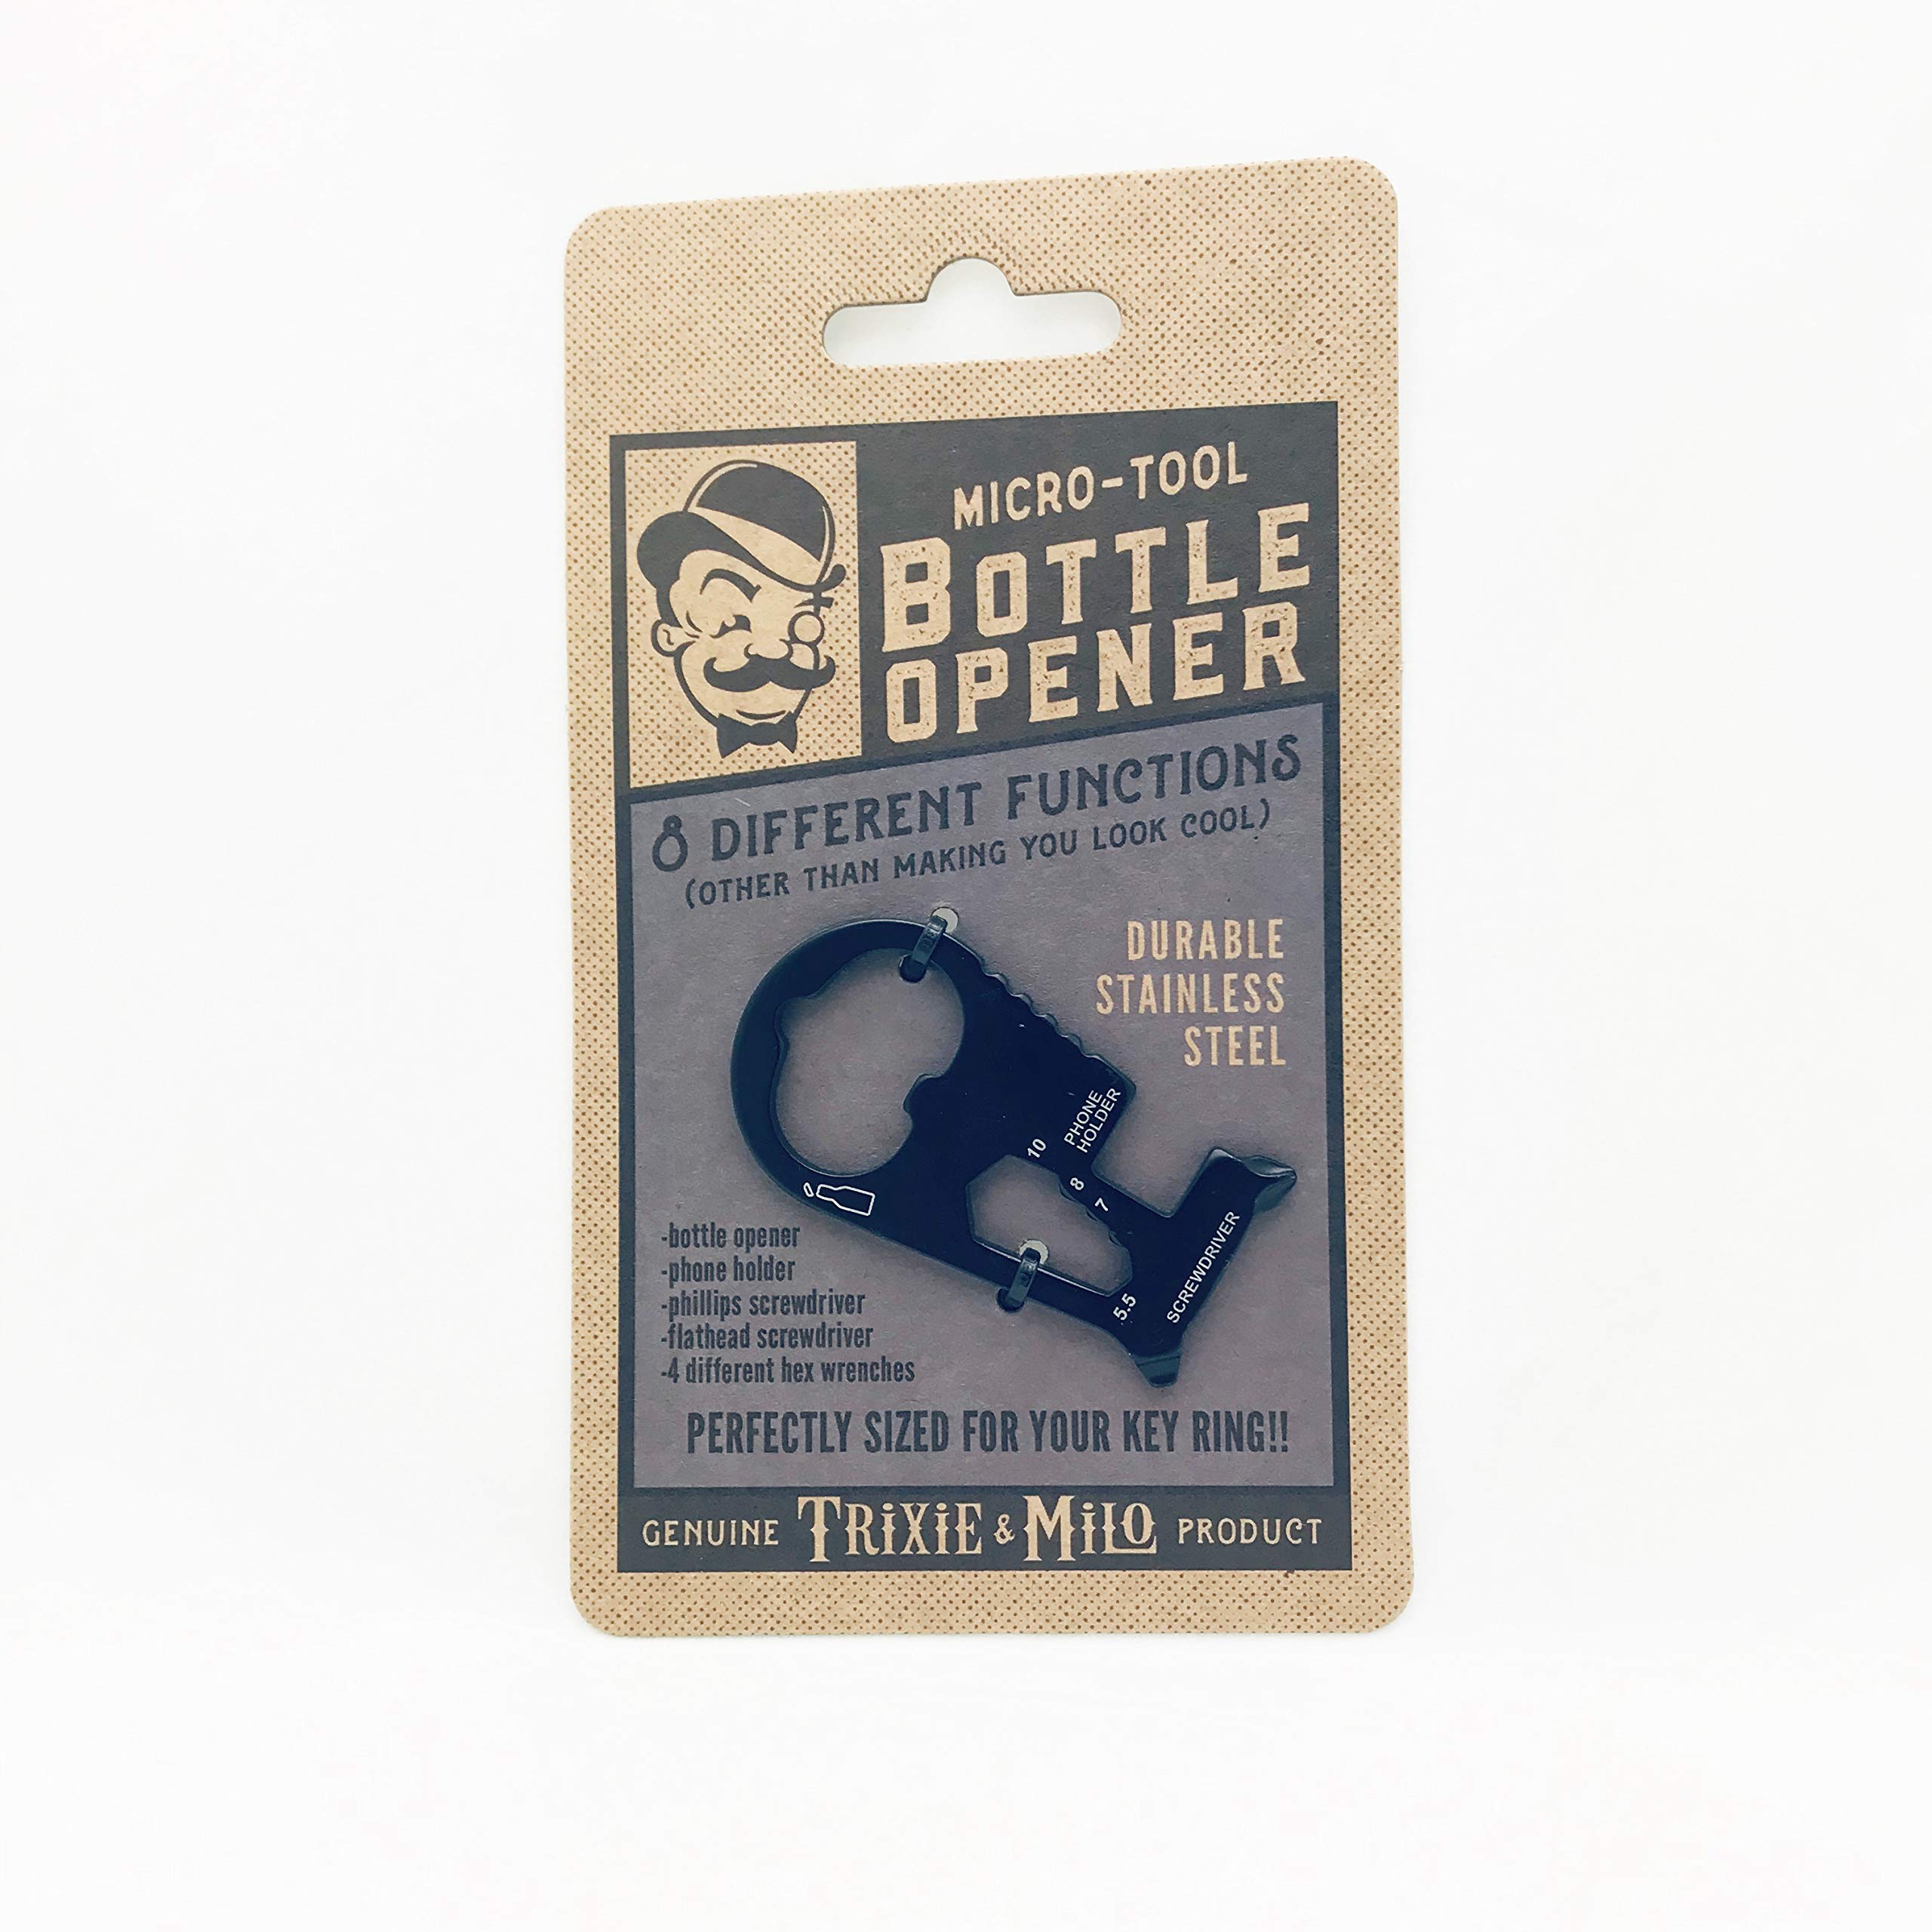 MICRO-TOOL
BOTTLE
OPENER
8 DIFFERENT FUNCTIONS
(OTHER THAN MAKING YOU LOOK COOL)
DURABLE
STAINLESS
STEEL
PHONE
HOLDER
10
8
7
5.5
SCREWDRIVER
-bottle opener
-phone holder
-phillips screwdriver
-flathead screwdriver
-4 different hex wrenches
PERFECTLY SIZED FOR YOUR KEY RING!!
GENUINE TRiXiE & MiLO PRODUCT